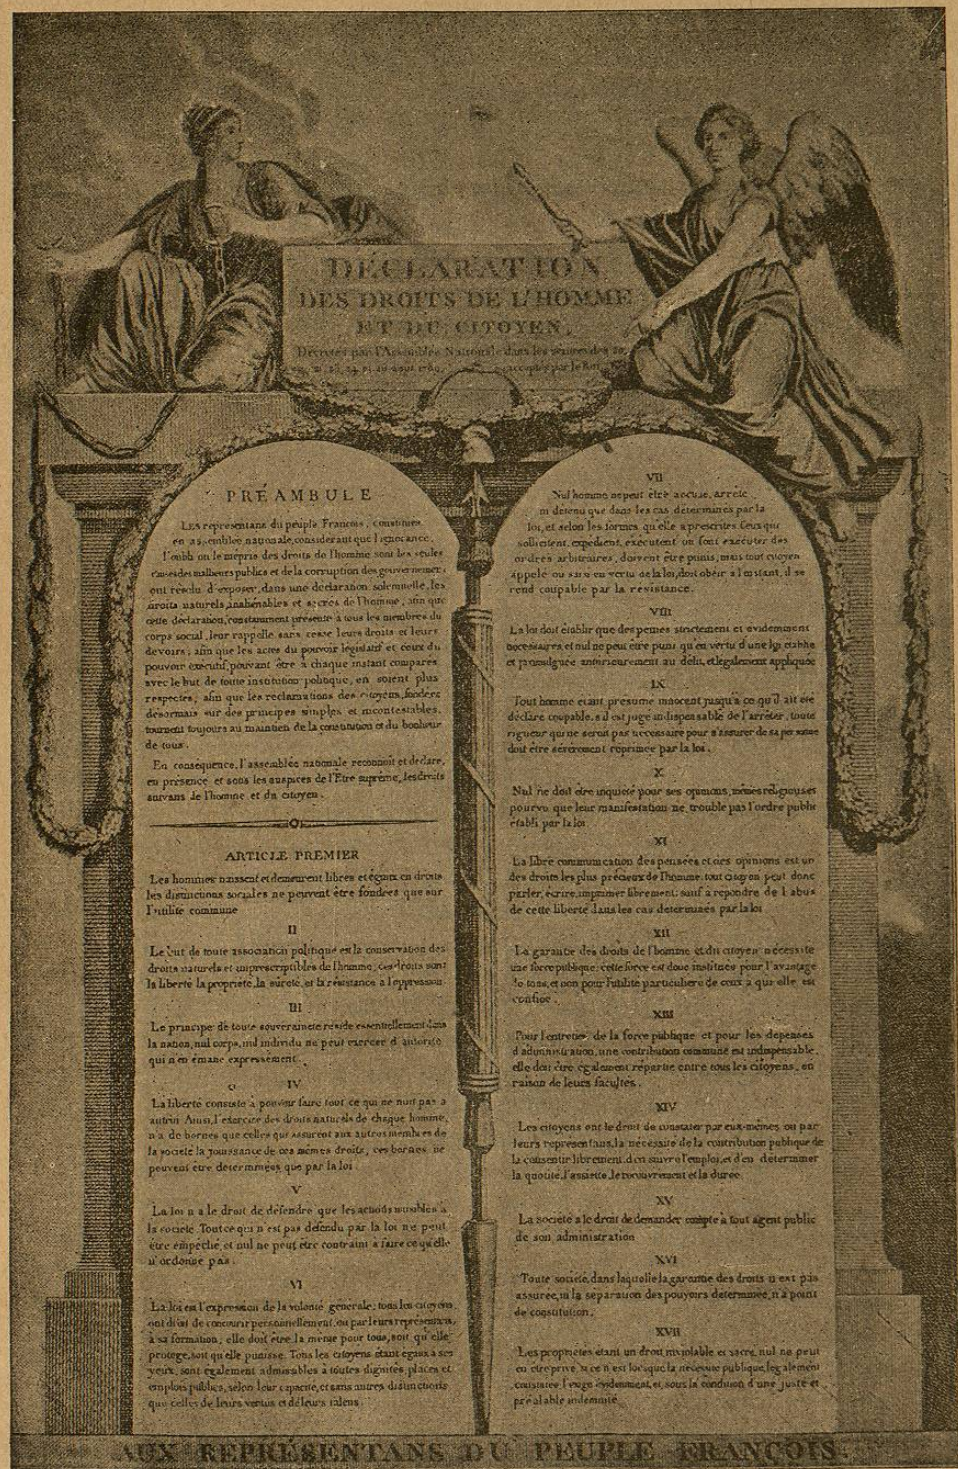 DÉCLARATION
DES DROITS DE L'HOMME
ET DU CITOYEN,
Décrétés par l'Assemblée Nationale dans les séances des 20,
août 1789, acceptés par le Roi
PRÉAMBULE
LES représentans du peuple François, constitués
en assemblée nationale, considérant que l'ignorance,
l'oubli ou le mépris des droits de l'homme sont les seules
causes des malheurs publics et de la corruption des gouvernemens,
ont résolu d'exposer, dans une déclaration solemnelle, les
droits naturels, inaliénables et sacrés de l'homme, afin que
cette déclaration, constamment présente à tous les membres du
corps social, leur rappelle sans cesse leurs droits et leurs
devoirs, afin que les actes du pouvoir législatif et ceux du
pouvoir exécutif, pouvant être à chaque instant comparés
avec le but de toute institution politique, en soient plus
respectés; afin que les reclamations des citoyens, fondées
désormais sur des principes simples et incontestables,
tournent toujours au maintien de la constitution et du bonheur
de tous.
En conséquence, l'assemblée nationale reconnoit et déclare,
en présence et sous les auspices de l'Etre suprême, les droits
suivans de l'homme et du citoyen.
ARTICLE PREMIER
Les hommes naissent et demeurent libres et égaux en droits
les distinctions sociales ne peuvent être fondées que sur
l'utilité commune
II
Le but de toute association politique est la conservation des
droits naturels et imprescriptibles de l'homme; ces droits sont
la liberté la propriété, la sureté, et la résistance a l'oppression
III
Le principe de toute souveraineté réside essentiellement dans
la nation, nul corps, nul individu ne peut exercer d'autorité
qui n'en émane expressément.
IV
La liberté consiste à pouvoir faire tout ce qui ne nuit pas a
autrui Ainsi, l'exercice des droits naturels de chaque homme,
n'a de bornes que celles qui assurent aux autres membres de
la société la jouissance de ces mêmes droits, ces bornes ne
peuvent être déterminées que par la loi
V
La loi n'a le droit de défendre que les actions nuisibles à
la société Tout ce qui n'est pas défendu par la loi ne peut
être empêché, et nul ne peut être contraint à faire ce qu'elle
n'ordonne pas.
VI
La loi est l'expression de la volonté générale; tous les citoyens
ont droit de concourir personnellement, ou par leurs représentans,
à sa formation; elle doit être la même pour tous, soit qu'elle
protege, soit qu'elle punisse. Tous les citoyens étant egaux à ses
yeux, sont également admissibles à toutes dignités, places et
emplois publics, selon leur capacité, et sans autres distinctions
que celles de leurs vertus et de leurs talens.
VII
Nul homme ne peut être accusé, arrêté
ni détenu que dans les cas déterminés par la
loi, et selon les formes qu'elle a prescrites. Ceux qui
sollicitent, expédient, exécutent ou font exécuter des
ordres arbitraires, doivent être punis; mais tout citoyen
appelé ou saisi en vertu de la loi, doit obéir a l'instant, il se
rend coupable par la résistance.
VIII
La loi doit établir que des peines strictement et évidemment
nécessaires, et nul ne peut être puni qu'en vertu d'une loi établie
et promulguée antérieurement au délit, et légalement appliquée
IX
Tout homme étant présumé innocent jusqu'à ce qu'il ait été
déclaré coupable, s'il est jugé indispensable de l'arrêter, toute
rigueur qui ne seroit pas nécessaire pour s'assurer de sa personne
doit être sévèrement réprimée par la loi.
X
Nul ne doit être inquiété pour ses opinions, mêmes religieuses
pourvu que leur manifestation ne trouble pas l'ordre public
établi par la loi
XI
La libre communication des pensées et des opinions est un
des droits les plus précieux de l'homme; tout citoyen peut donc
parler, écrire, imprimer librement: sauf à répondre de l'abus
de cette liberté dans les cas déterminés par la loi
XII
La garantie des droits de l'homme et du citoyen nécessite
une force publique; cette force est donc instituée pour l'avantage
de tous, et non pour l'utilité particulière de ceux à qui elle est
confiée.
XIII
Pour l'entretien de la force publique et pour les dépenses
d'administration, une contribution commune est indispensable,
elle doit être également répartie entre tous les citoyens, en
raison de leurs facultés.
XIV
Les citoyens ont le droit de constater par eux-mêmes ou par
leurs représentans, la nécessité de la contribution publique de
la consentir librement, d'en suivre l'emploi, et d'en déterminer
la quotité, l'assiette, le recouvrement et la durée.
XV
La société a le droit de demander compte à tout agent public
de son administration
XVI
Toute société, dans laquelle la garantie des droits n'est pas
assurée, ni la séparation des pouvoirs déterminée, n'a point
de constitution.
XVII
Les propriétés étant un droit inviolable et sacré, nul ne peut
en être privé si ce n'est lorsque la nécessité publique, légalement
constatée, l'exige évidemment, et sous la condition d'une juste et
préalable indemnité
AUX REPRÉSENTANS DU PEUPLE FRANÇOIS.